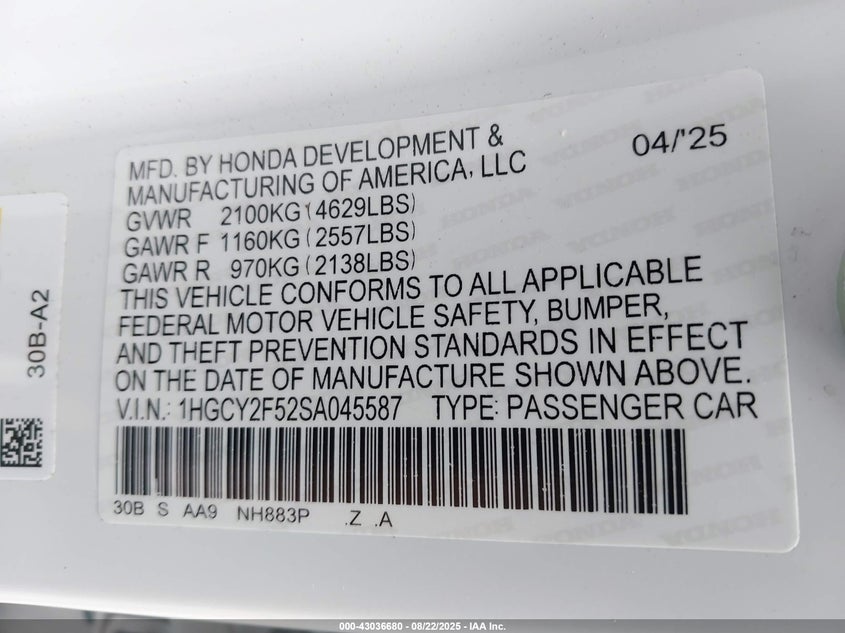 MFD. BY HONDA DEVELOPMENT & 04/'25
MANUFACTURING OF AMERICA, LLC
GVWR 2100KG(4629LBS)
GAWR F 1160KG(2557LBS)
GAWR R 970KG(2138LBS)
THIS VEHICLE CONFORMS TO ALL APPLICABLE
FEDERAL MOTOR VEHICLE SAFETY, BUMPER,
AND THEFT PREVENTION STANDARDS IN EFFECT
ON THE DATE OF MANUFACTURE SHOWN ABOVE.
V.I.N.: 1HGCY2F52SA045587 TYPE: PASSENGER CAR
30B S AA9 NH883P .Z .A
30B-A2
HONDA
000-43036680 - 08/22/2025 - IAA Inc.